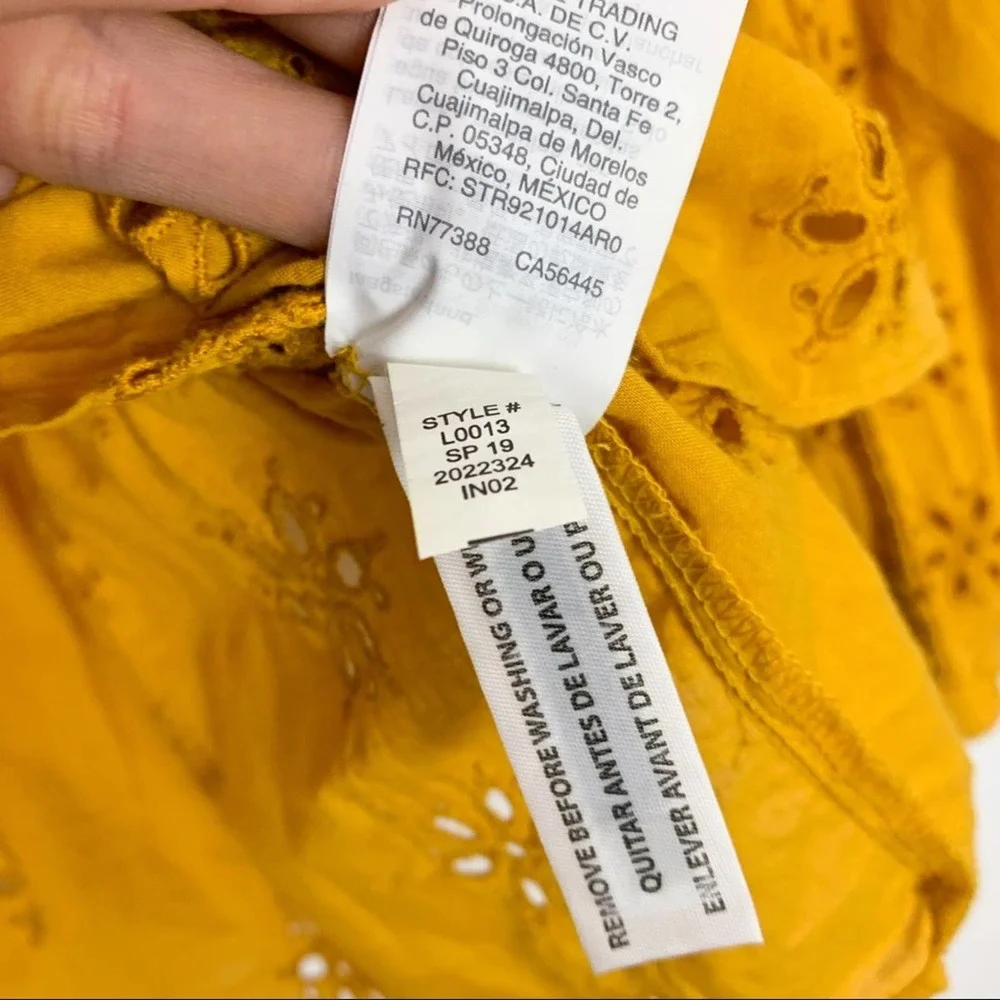 TRADING
S.A. DE C.V.
Prolongación Vasco
de Quiroga 4800, Torre 2,
Piso 3 Col. Santa Fe
Cuajimalpa, Del.
Cuajimalpa de Morelos
C.P. 05348, Ciudad de
México, MÉXICO
RFC: STR921014AR0
RN77388 CA56445
STYLE #
L0013
SP 19
2022324
IN02
REMOVE BEFORE WASHING OR W
QUITAR ANTES DE LAVAR O U
ENLEVER AVANT DE LAVER OU P